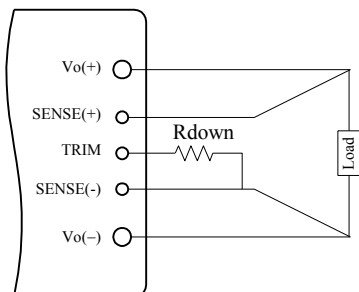 Vo(+)
SENSE(+)
Rdown
TRIM
SENSE(-)
Vo(−)
Load